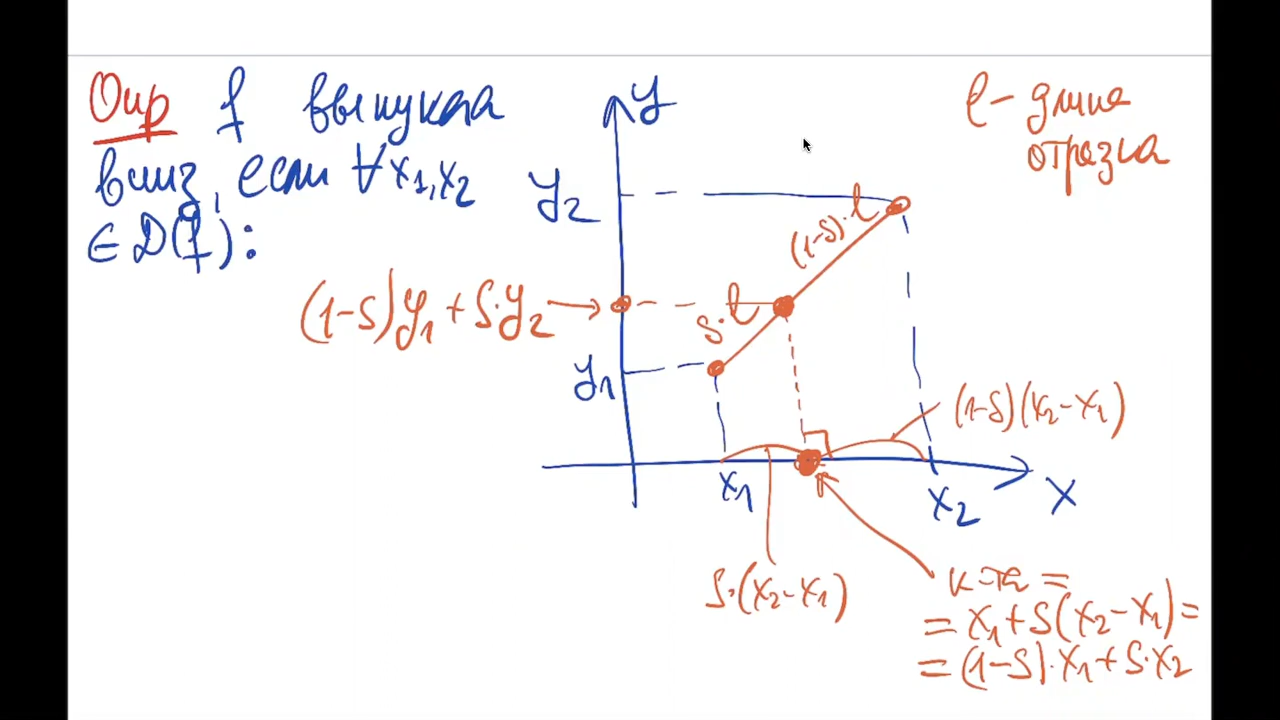 Опр f выпукла
вниз, если ∀x₁,x₂
∈ D(f):
(1-s)y₁ + s·y₂
y
y₂
y₁
l - длина
отрезка
(1-s)·l
s·l
(1-s)(x₂-x₁)
x₁
x₂
x
s·(x₂-x₁)
к-та =
= x₁+s(x₂-x₁) =
= (1-s)·x₁+s·x₂